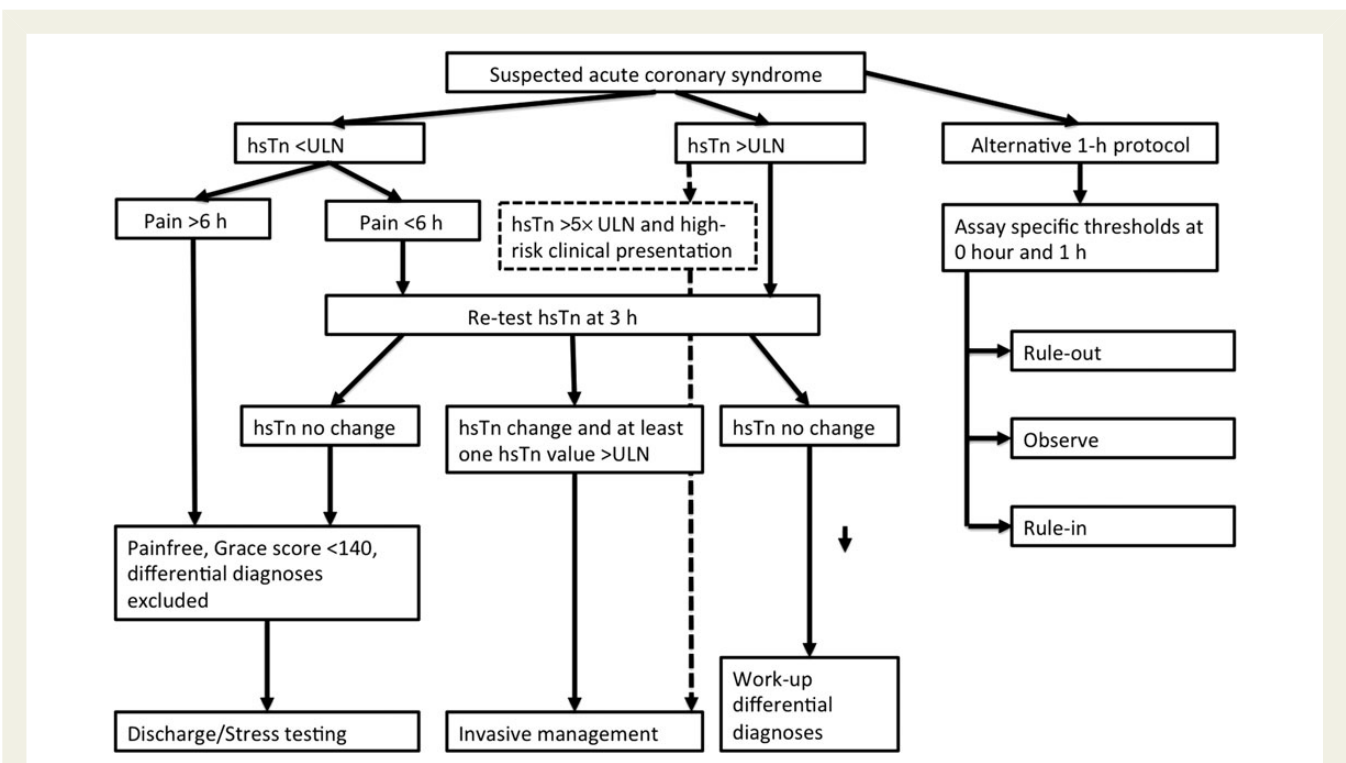 Suspected acute coronary syndrome
hsTn <ULN
hsTn >ULN
Alternative 1-h protocol
Pain >6 h
Pain <6 h
hsTn >5× ULN and high-
risk clinical presentation
Assay specific thresholds at
0 hour and 1 h
Re-test hsTn at 3 h
Rule-out
hsTn no change
hsTn change and at least
one hsTn value >ULN
hsTn no change
Observe
Rule-in
Painfree, Grace score <140,
differential diagnoses
excluded
Work-up
differential
diagnoses
Discharge/Stress testing
Invasive management